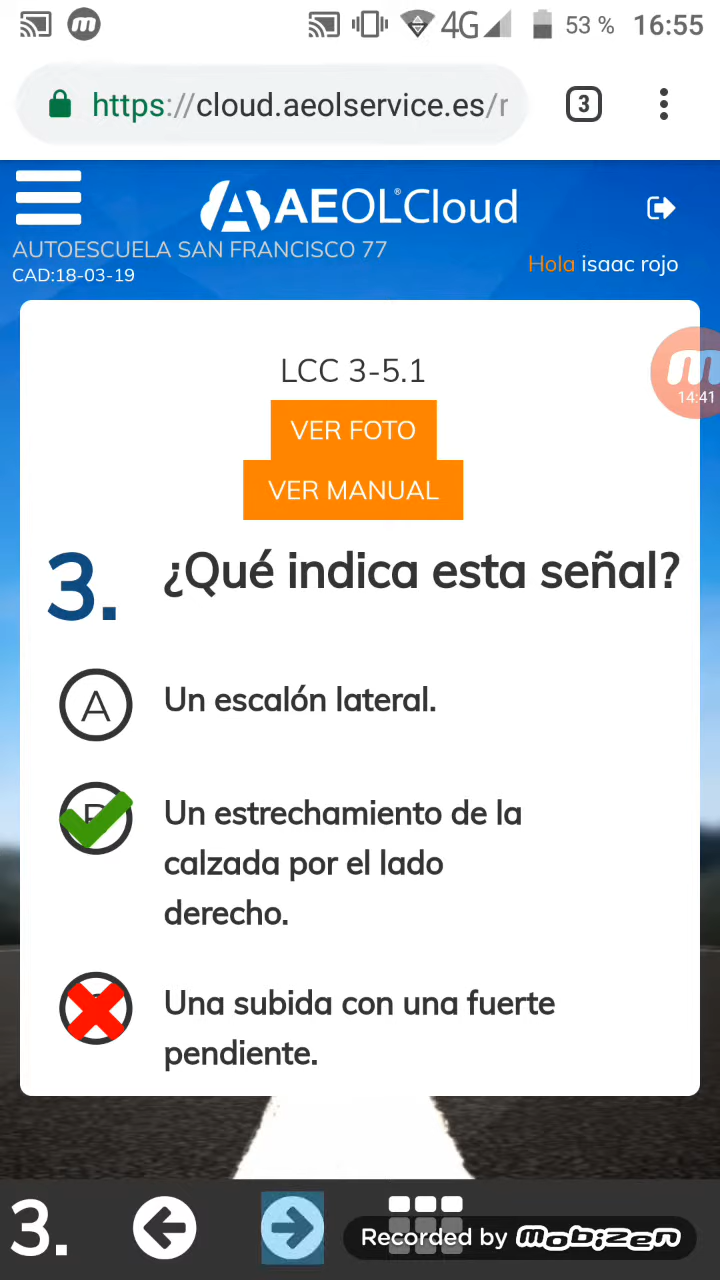 53 % 16:55
4G
https://cloud.aeolservice.es/r
3
AEOL®Cloud
AUTOESCUELA SAN FRANCISCO 77
CAD:18-03-19
Hola isaac rojo
LCC 3-5.1
14:41
VER FOTO
VER MANUAL
3. ¿Qué indica esta señal?
A Un escalón lateral.
Un estrechamiento de la
calzada por el lado
derecho.
Una subida con una fuerte
pendiente.
3.
Recorded by Mobizen